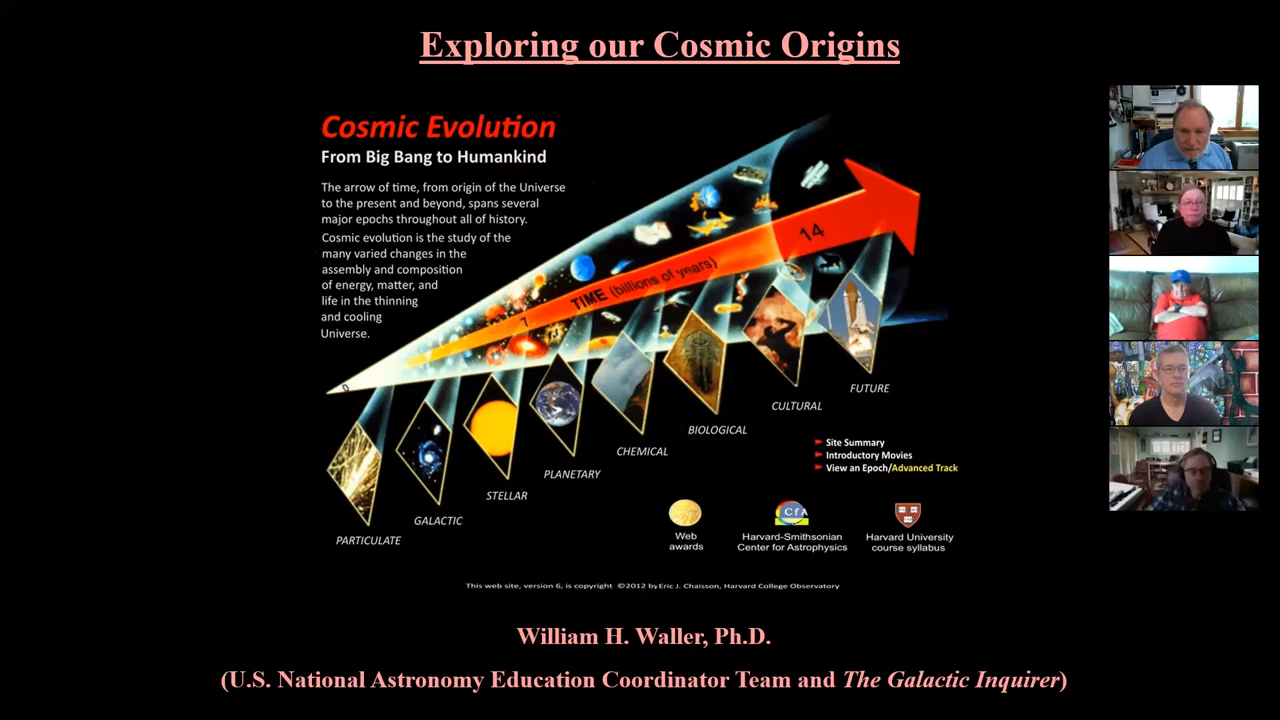 Exploring our Cosmic Origins
Cosmic Evolution
From Big Bang to Humankind
The arrow of time, from origin of the Universe
to the present and beyond, spans several
major epochs throughout all of history.
Cosmic evolution is the study of the
many varied changes in the
assembly and composition
of energy, matter, and
life in the thinning
and cooling
Universe.
0
7
TIME (billions of years)
14
PARTICULATE
GALACTIC
STELLAR
PLANETARY
CHEMICAL
BIOLOGICAL
CULTURAL
FUTURE
Site Summary
Introductory Movies
View an Epoch/Advanced Track
Web
awards
CfA
Harvard-Smithsonian
Center for Astrophysics
Harvard University
course syllabus
This web site, version 6, is copyright ©2012 by Eric J. Chaisson, Harvard College Observatory
William H. Waller, Ph.D.
(U.S. National Astronomy Education Coordinator Team and The Galactic Inquirer)